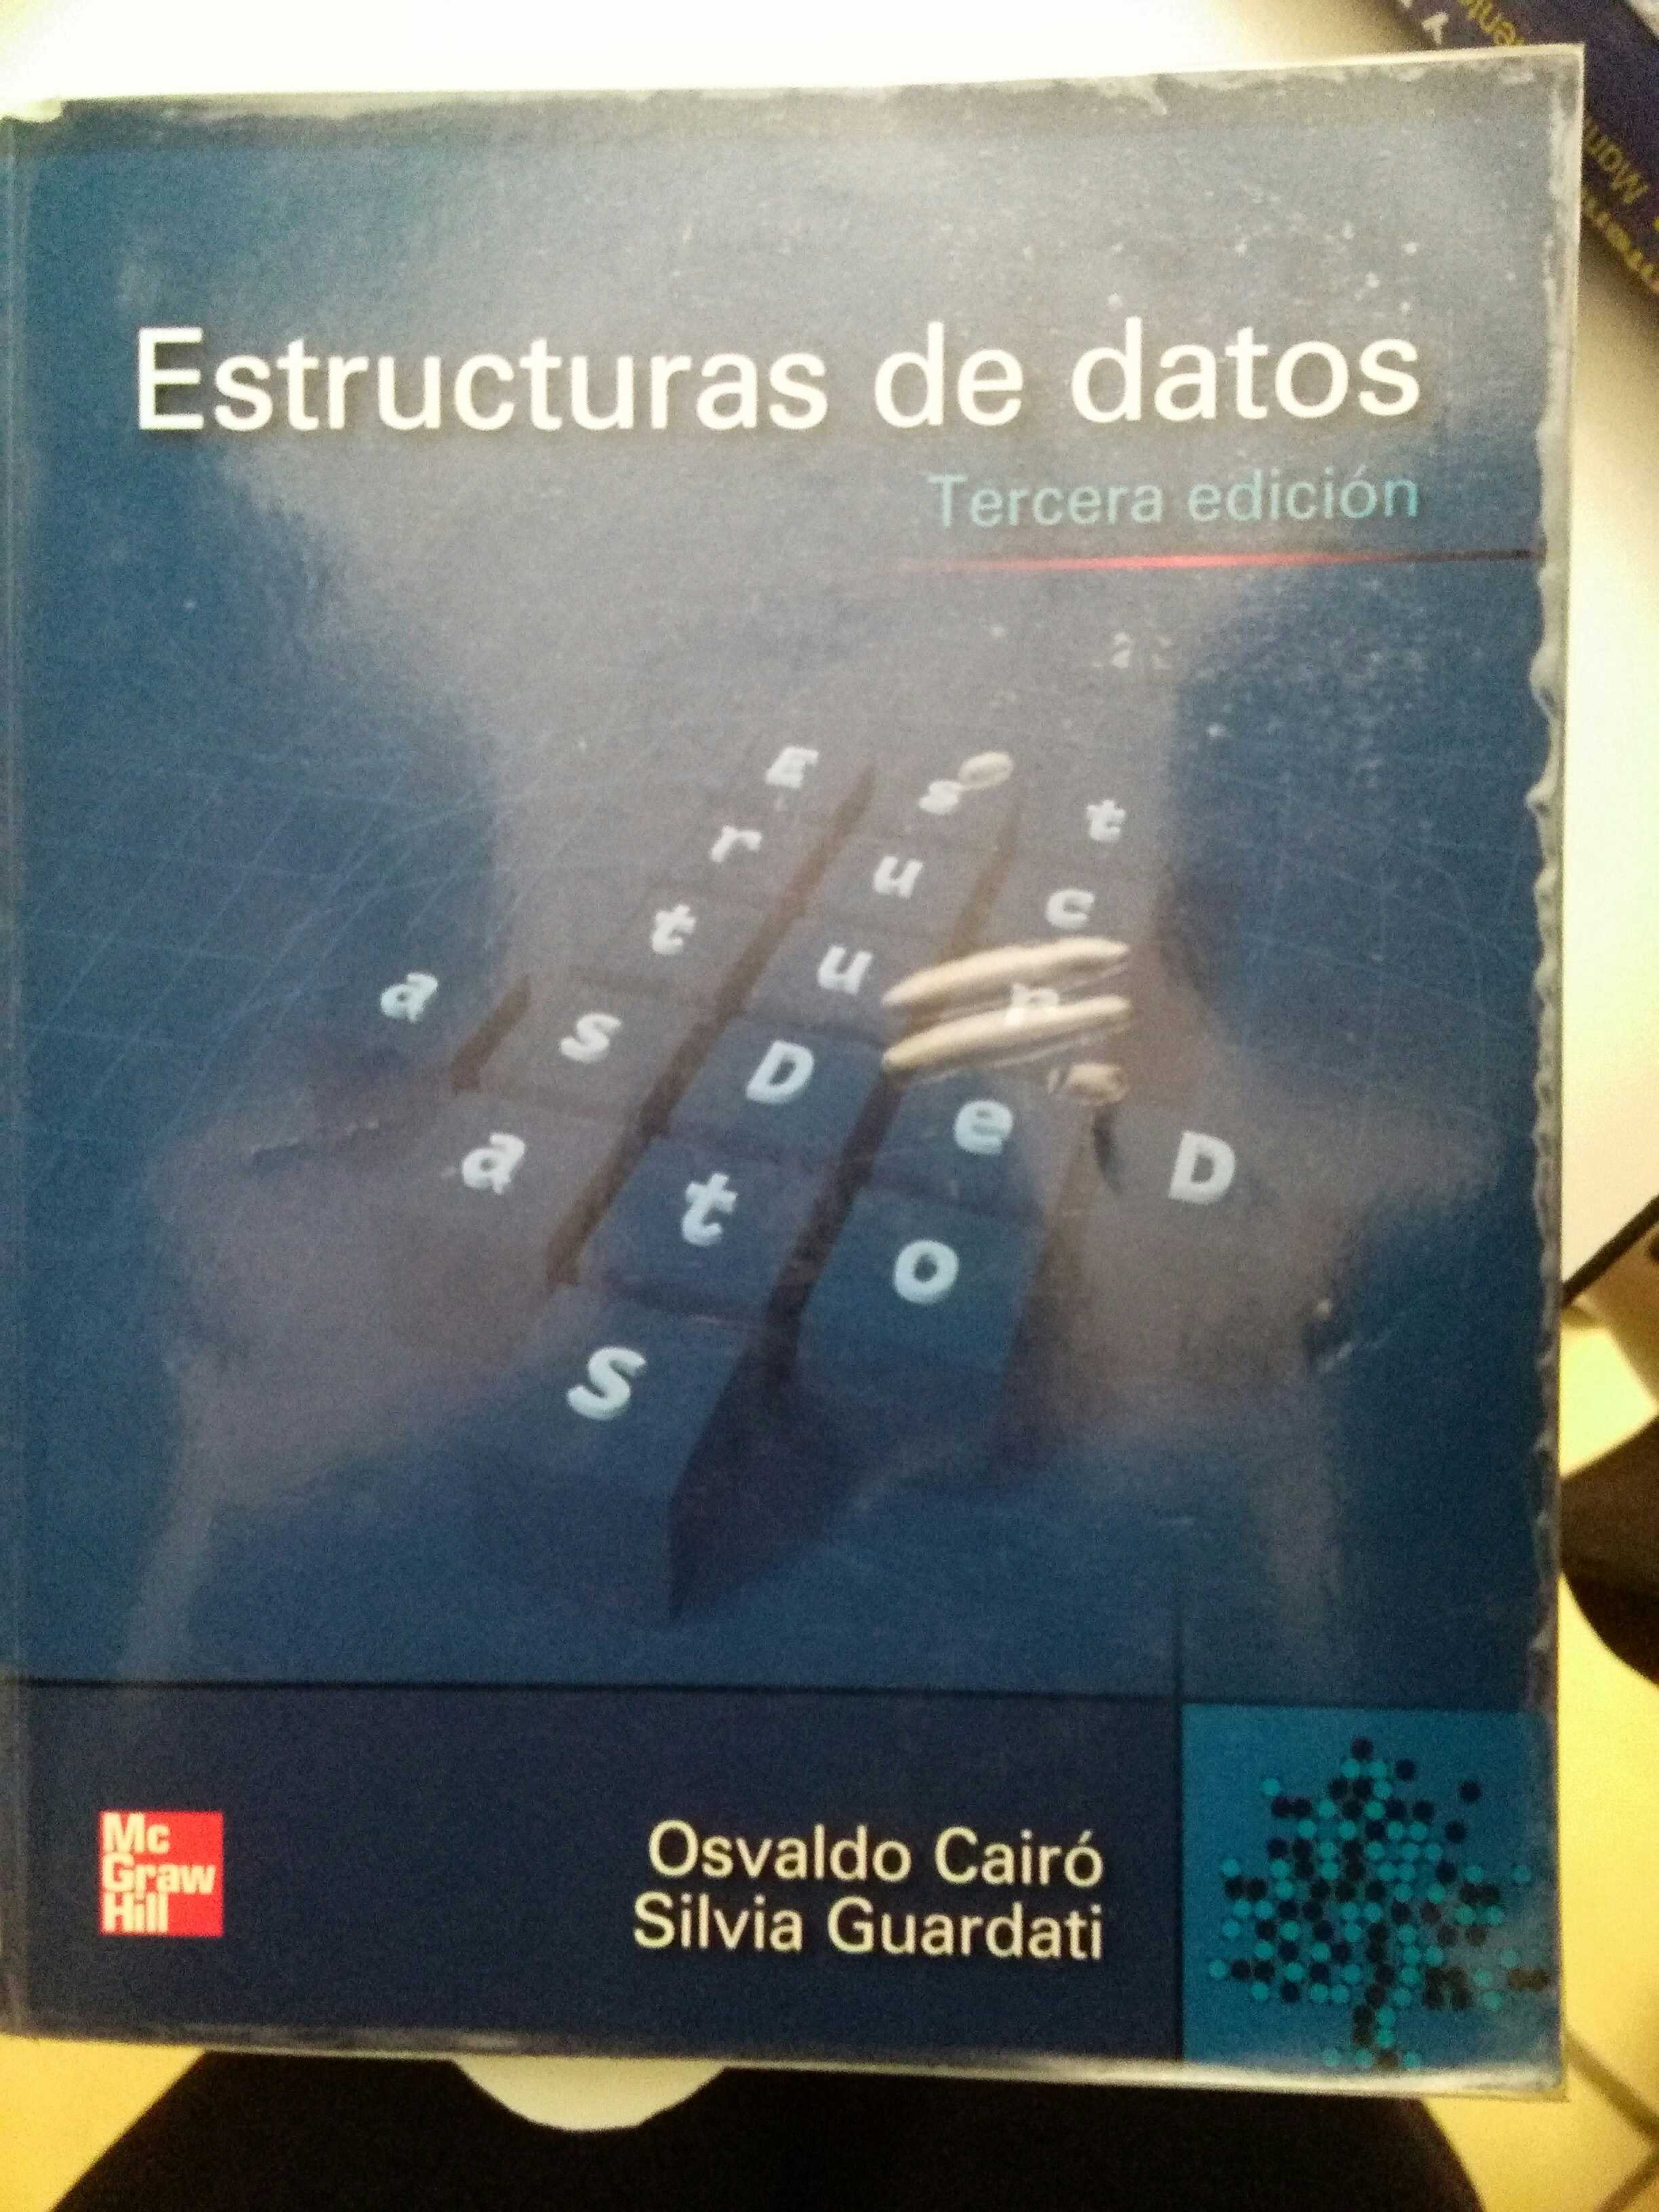 Estructuras de datos
Tercera edición
E s t
r u c
t u r
a s D e D
a t o
s
Mc
Graw
Hill
Osvaldo Cairó
Silvia Guardati